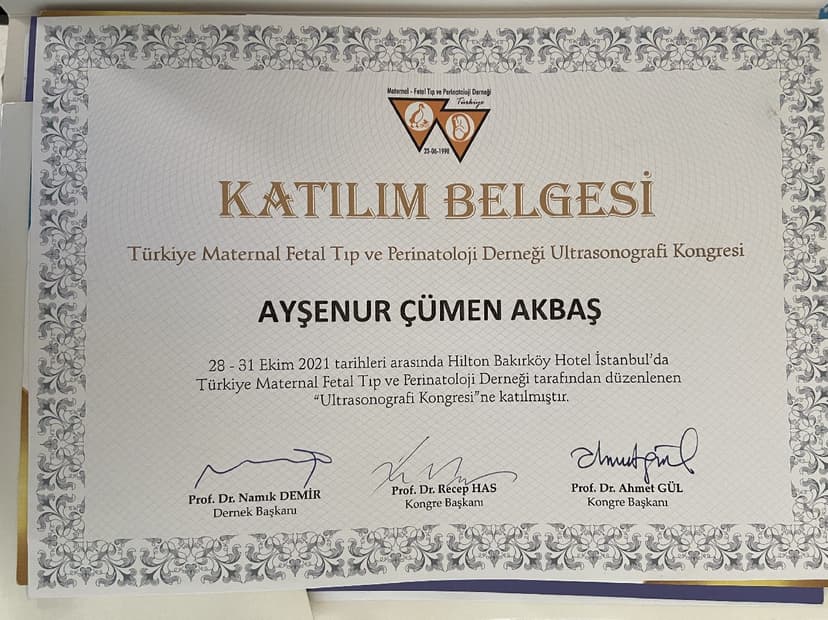 Maternal - Fetal Tıp ve Perinatoloji Derneği
Türkiye
25-06-1998
KATILIM BELGESİ
Türkiye Maternal Fetal Tıp ve Perinatoloji Derneği Ultrasonografi Kongresi
AYŞENUR ÇÜMEN AKBAŞ
28 - 31 Ekim 2021 tarihleri arasında Hilton Bakırköy Hotel İstanbul'da
Türkiye Maternal Fetal Tıp ve Perinatoloji Derneği tarafından düzenlenen
“Ultrasonografi Kongresi”ne katılmıştır.
Prof. Dr. Namık DEMİR
Dernek Başkanı
Prof. Dr. Recep HAS
Kongre Başkanı
Prof. Dr. Ahmet GÜL
Kongre Başkanı